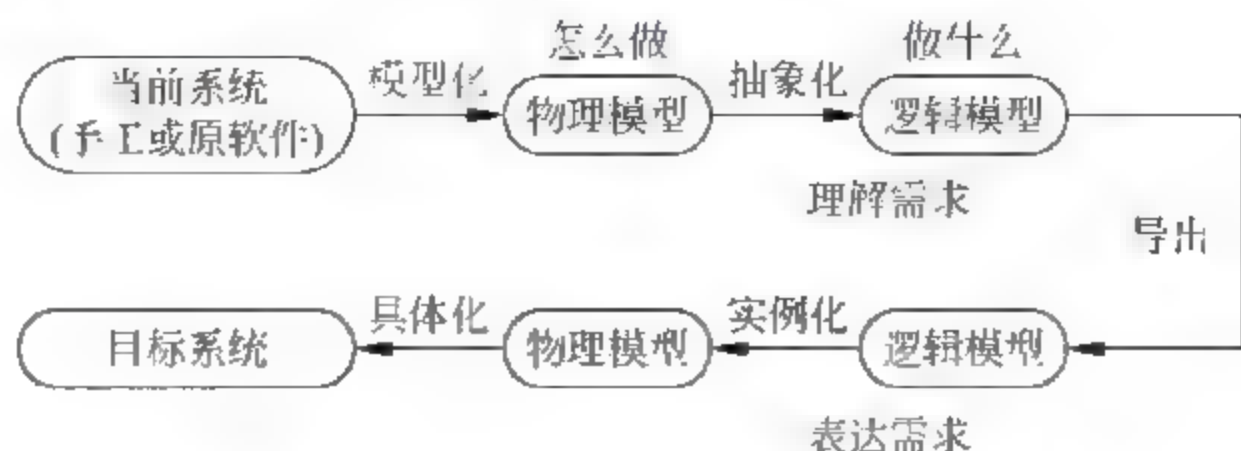 怎么做
做什么
当前系统
(手工或原软件)
模型化
物理模型
抽象化
逻辑模型
理解需求
导出
目标系统
具体化
物理模型
实例化
逻辑模型
表达需求